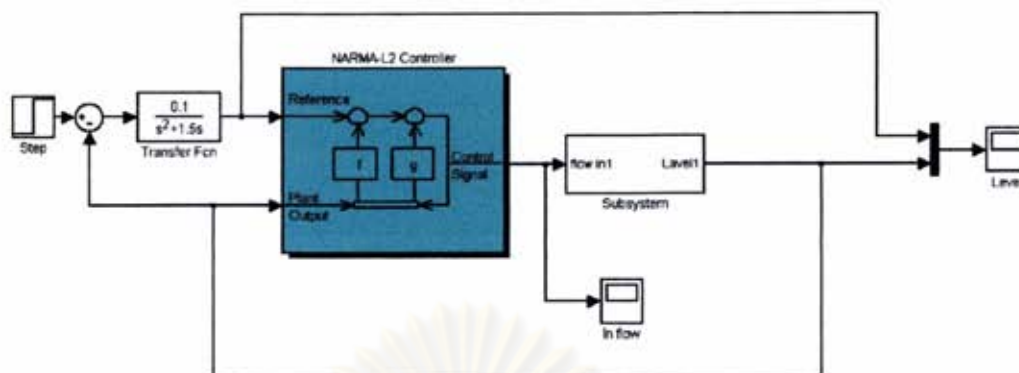 NARMA-L2 Controller
Reference
0.1
s²+1.5s
Step
Transfer Fcn
f
g
Control
Signal
flow in1
Lavel1
Level
Plant
Output
Subsystem
In flow